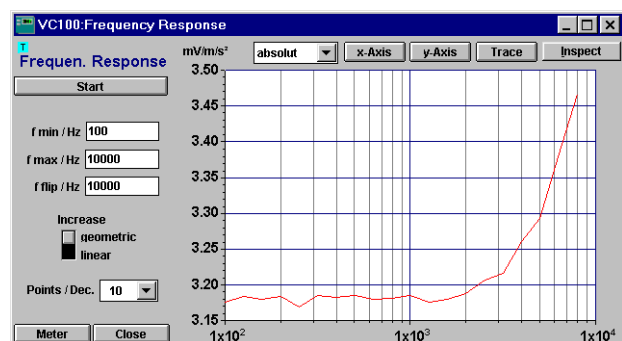 VC100:Frequency Response
T
Frequen. Response
Start
f min / Hz 100
f max / Hz 10000
f flip / Hz 10000
Increase
geometric
linear
Points / Dec. 10
Meter Close
mV/m/s² absolut x-Axis y-Axis Trace Inspect
3.50
3.45
3.40
3.35
3.30
3.25
3.20
3.15
1x10² 1x10³ 1x10⁴